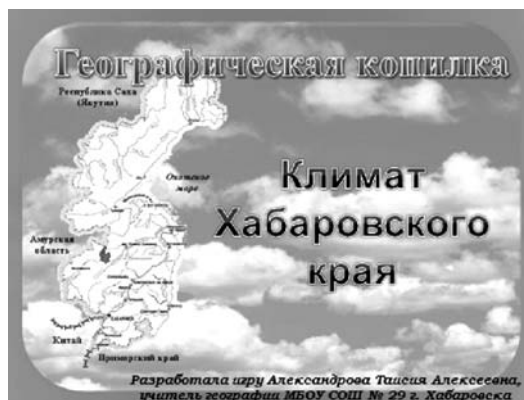 Географическая копилка
Республика Саха
(Якутия)
Охотское
море
Климат
Хабаровского
края
Амурская
область
Китай
Приморский край
Разработала игру Александрова Таисия Алексеевна,
учитель географии МБОУ СОШ № 29 г. Хабаровска